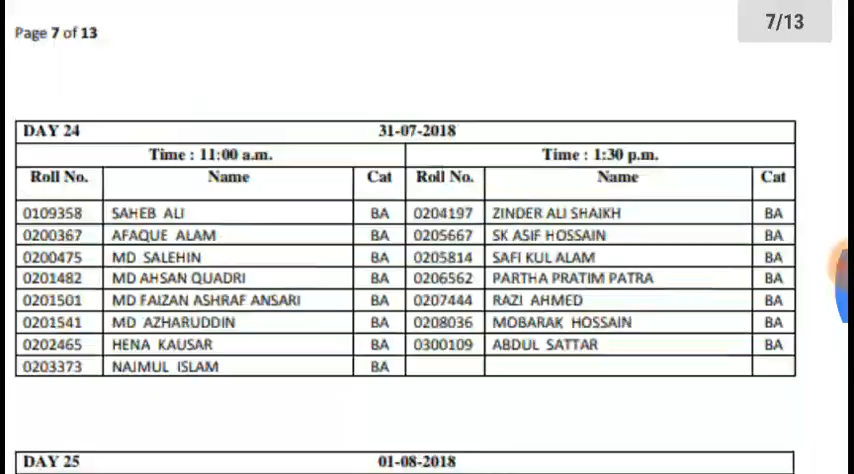 Page 7 of 13
7/13
DAY 24 31-07-2018
Time : 11:00 a.m. Time : 1:30 p.m.
Roll No. Name Cat Roll No. Name Cat
0109358 SAHEB ALI BA 0204197 ZINDER ALI SHAIKH BA
0200367 AFAQUE ALAM BA 0205667 SK ASIF HOSSAIN BA
0200475 MD SALEHIN BA 0205814 SAFI KUL ALAM BA
0201482 MD AHSAN QUADRI BA 0206562 PARTHA PRATIM PATRA BA
0201501 MD FAIZAN ASHRAF ANSARI BA 0207444 RAZI AHMED BA
0201541 MD AZHARUDDIN BA 0208036 MOBARAK HOSSAIN BA
0202465 HENA KAUSAR BA 0300109 ABDUL SATTAR BA
0203373 NAJMUL ISLAM BA
DAY 25 01-08-2018